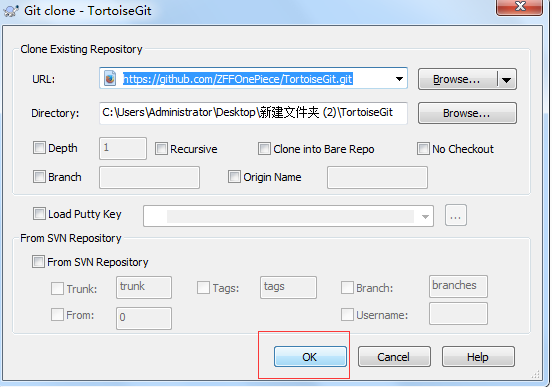 Git clone - TortoiseGit
Clone Existing Repository
URL: https://github.com/ZFFOnePiece/TortoiseGit.git Browse...
Directory: C:\Users\Administrator\Desktop\新建文件夹 (2)\TortoiseGit Browse...
Depth 1 Recursive Clone into Bare Repo No Checkout
Branch Origin Name
Load Putty Key ...
From SVN Repository
From SVN Repository
Trunk: trunk Tags: tags Branch: branches
From: 0 Username:
OK Cancel Help